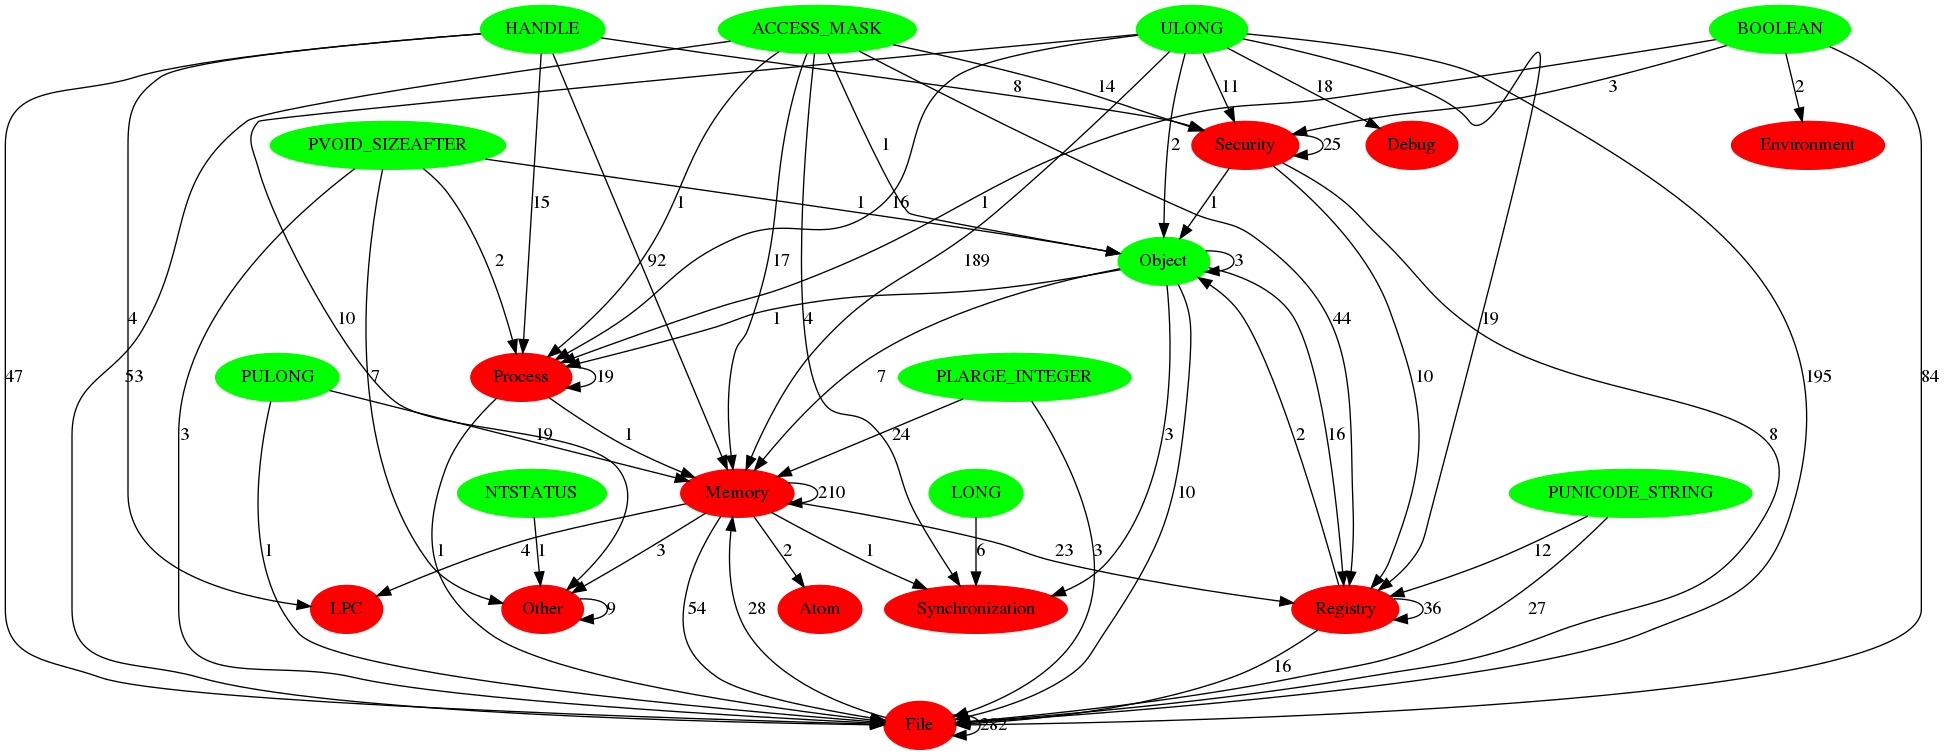 HANDLE ACCESS_MASK ULONG BOOLEAN
8 14 11 18 3 2
PVOID_SIZEAFTER 1 2 Security 25 Debug Environment
15 1 1 16 1 1
2 92 17 189 Object 3
10 4 1 4 44 19
47 53 7 Process 19 7 10 195 84
PULONG PLARGE_INTEGER
3 19 1 24 3 2 16 8
NTSTATUS Memory 210 LONG 10 PUNICODE_STRING
1 1 4 1 3 2 1 6 23 3 12
LPC Other 9 54 28 Atom Synchronization Registry 36 27
16
File 282